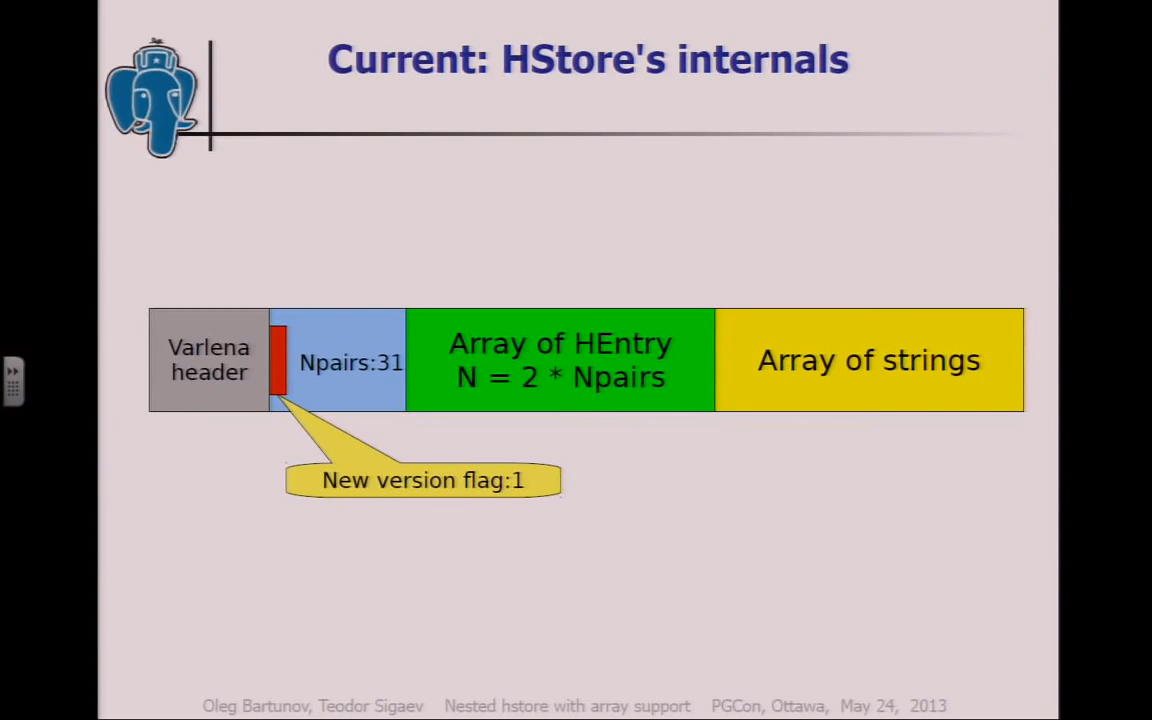 Current: HStore's internals
Varlena
header
Npairs:31
Array of HEntry
N = 2 * Npairs
Array of strings
New version flag:1
Oleg Bartunov, Teodor Sigaev Nested hstore with array support PGCon, Ottawa, May 24, 2013